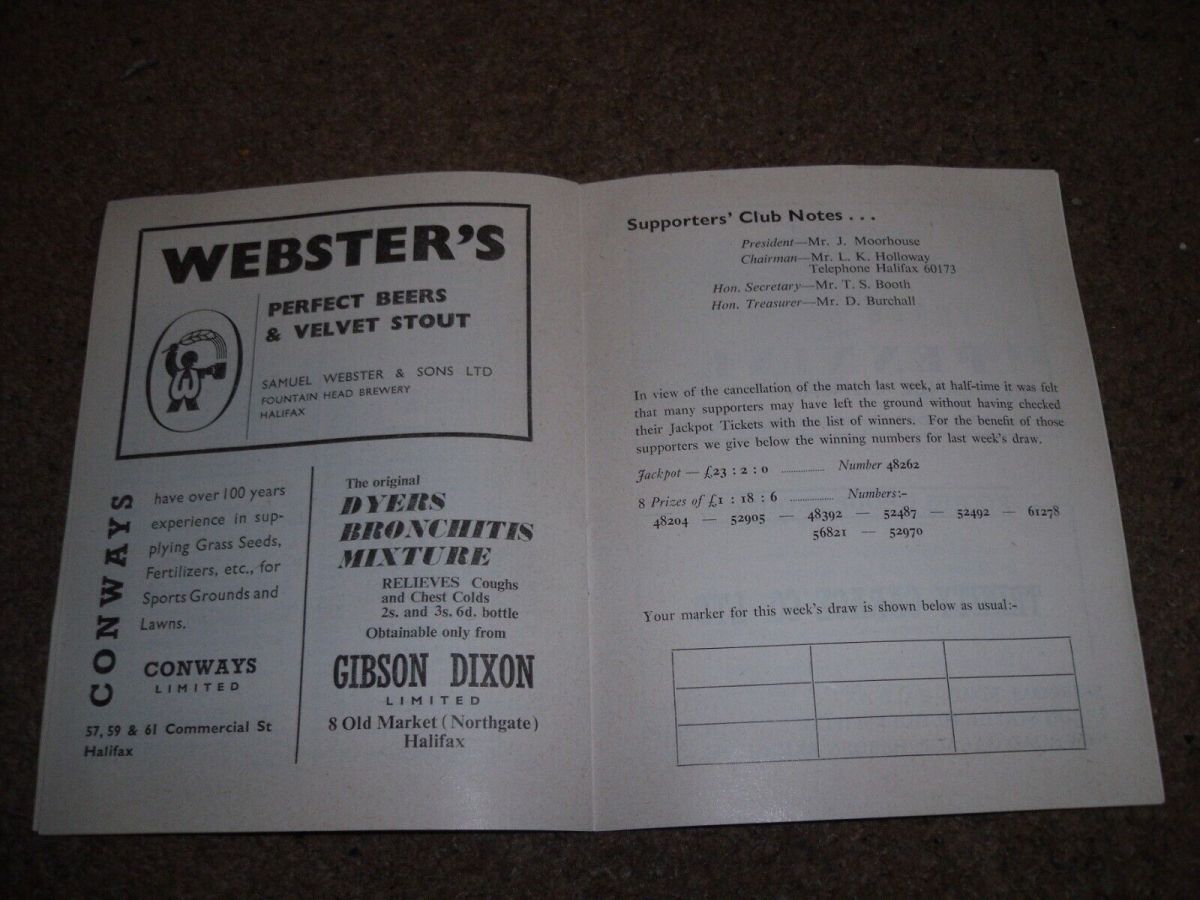 WEBSTER'S
PERFECT BEERS
& VELVET STOUT
SAMUEL WEBSTER & SONS LTD
FOUNTAIN HEAD BREWERY
HALIFAX
CONWAYS
have over 100 years
experience in sup-
plying Grass Seeds,
Fertilizers, etc., for
Sports Grounds and
Lawns.
CONWAYS
LIMITED
57, 59 & 61 Commercial St
Halifax
The original
DYERS
BRONCHITIS
MIXTURE
RELIEVES Coughs
and Chest Colds
2s. and 3s. 6d. bottle
Obtainable only from
GIBSON DIXON
LIMITED
8 Old Market (Northgate)
Halifax
Supporters' Club Notes . . .
President—Mr. J. Moorhouse
Chairman—Mr. L. K. Holloway
Telephone Halifax 60173
Hon. Secretary—Mr. T. S. Booth
Hon. Treasurer—Mr. D. Burchall
In view of the cancellation of the match last week, at half-time it was felt
that many supporters may have left the ground without having checked
their Jackpot Tickets with the list of winners. For the benefit of those
supporters we give below the winning numbers for last week's draw.
Jackpot — £23 : 2 : 0 .................. Number 48262
8 Prizes of £1 : 18 : 6 .................. Numbers:-
48204 — 52905 — 48392 — 52487 — 52492 — 61278
56821 — 52970
Your marker for this week's draw is shown below as usual:-